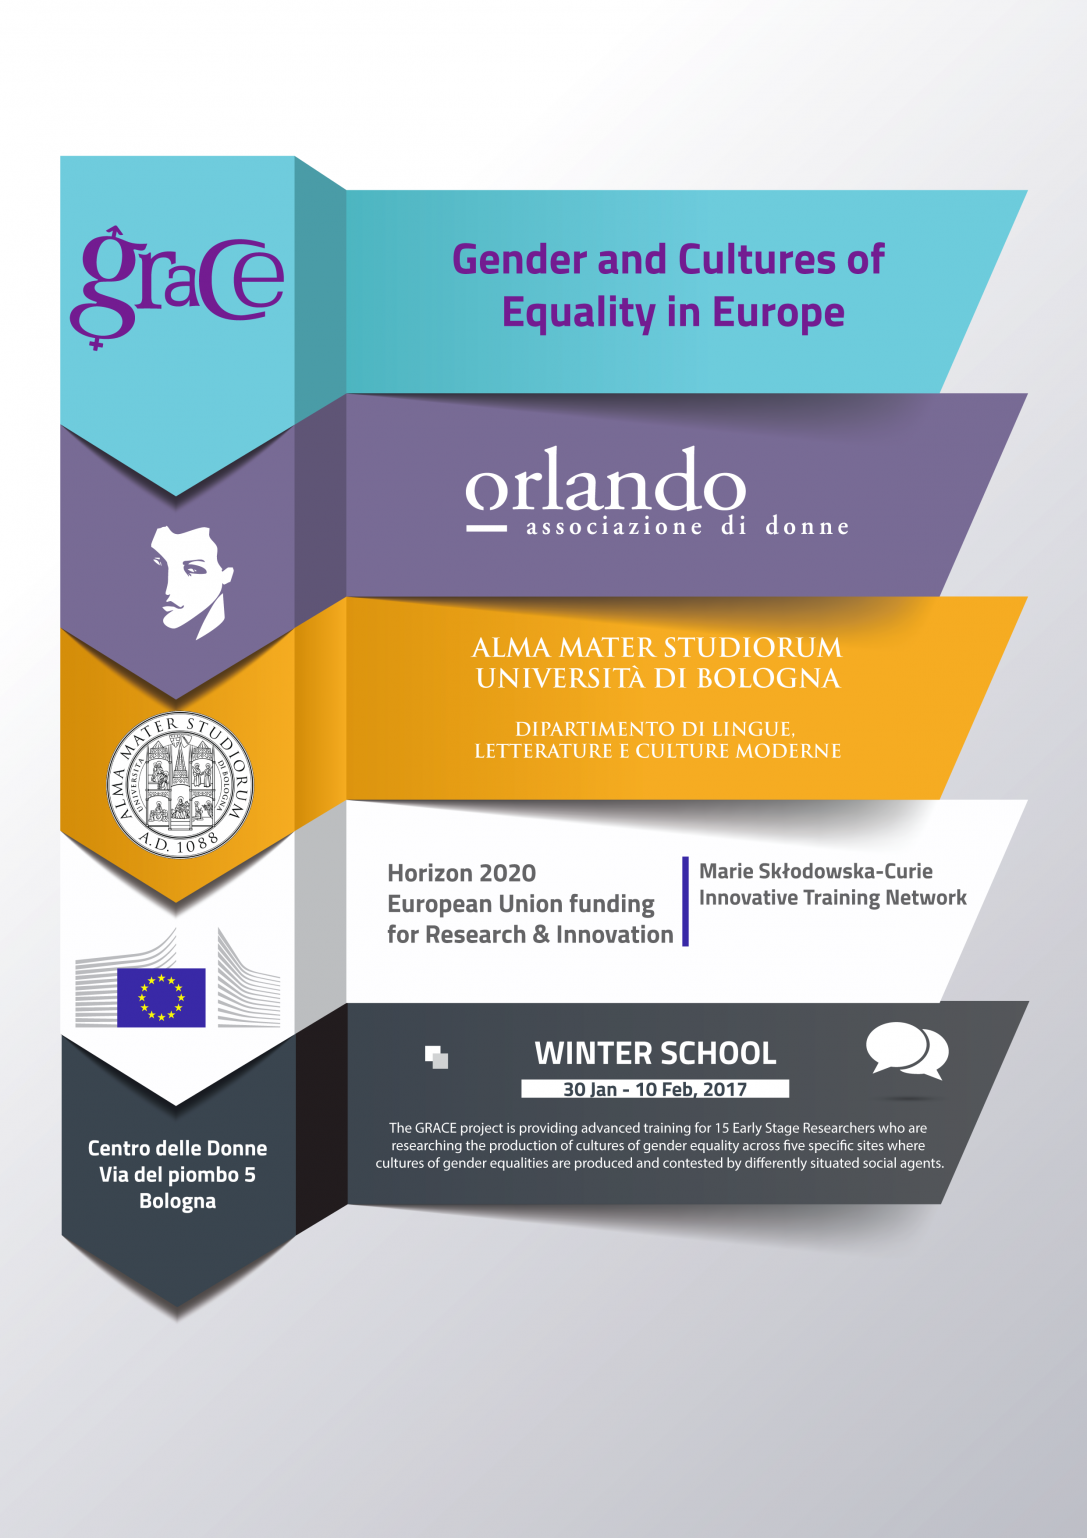 grace
Gender and Cultures of
Equality in Europe
orlando
associazione di donne
ALMA MATER STUDIORUM
UNIVERSITÀ DI BOLOGNA
DIPARTIMENTO DI LINGUE,
LETTERATURE E CULTURE MODERNE
ALMA MATER STUDIORUM
UNIVERSITA DI BOLOGNA
A.D. 1088
Horizon 2020
European Union funding
for Research & Innovation
Marie Skłodowska-Curie
Innovative Training Network
WINTER SCHOOL
30 Jan - 10 Feb, 2017
The GRACE project is providing advanced training for 15 Early Stage Researchers who are
researching the production of cultures of gender equality across five specific sites where
cultures of gender equalities are produced and contested by differently situated social agents.
Centro delle Donne
Via del piombo 5
Bologna